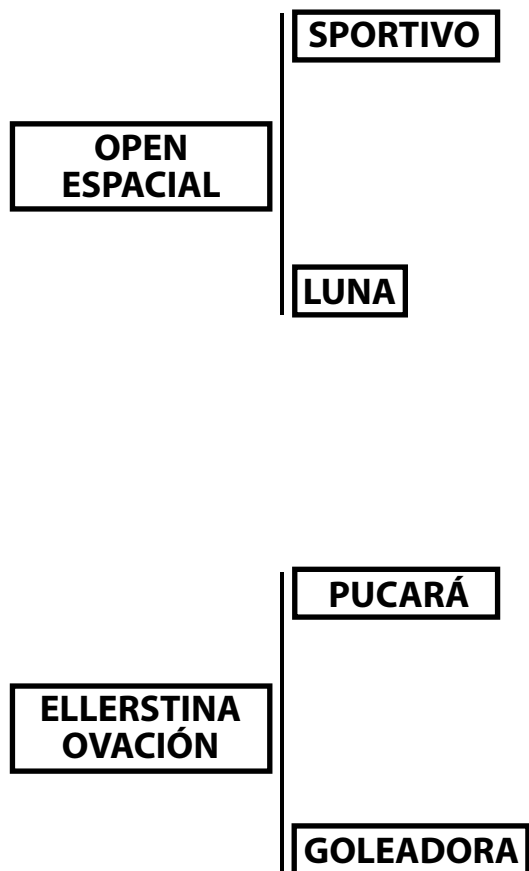 SPORTIVO
OPEN
ESPACIAL
LUNA
PUCARÁ
ELLERSTINA
OVACIÓN
GOLEADORA